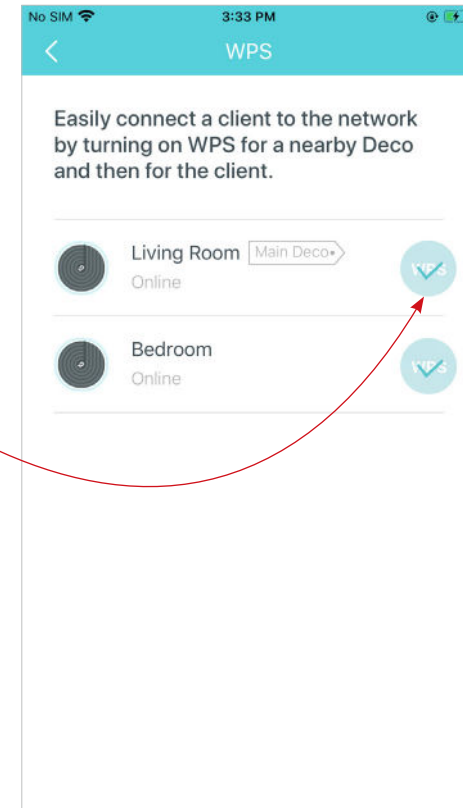 No SIM 3:33 PM
WPS
Easily connect a client to the network
by turning on WPS for a nearby Deco
and then for the client.
Living Room Main Deco
WPS
Online
Bedroom
WPS
Online